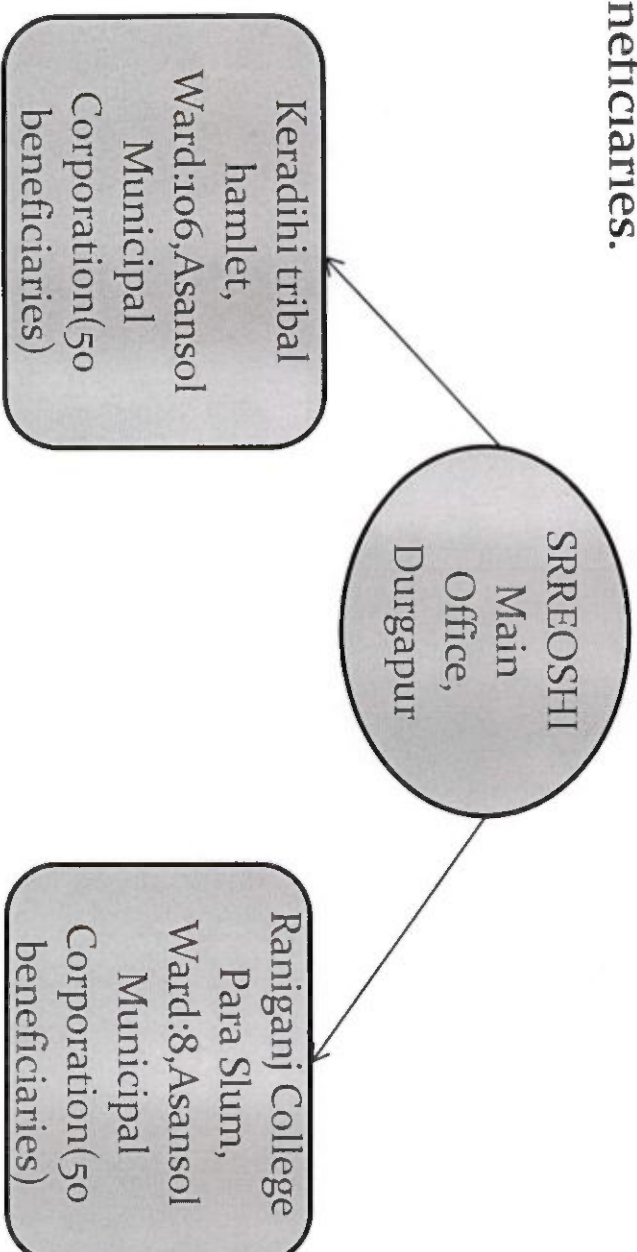 neficiaries.
SRREOSHI
Main
Office,
Durgapur
Keradihi tribal
hamlet,
Ward:106,Asansol
Municipal
Corporation(50
beneficiaries)
Raniganj College
Para Slum,
Ward:8,Asansol
Municipal
Corporation(50
beneficiaries)